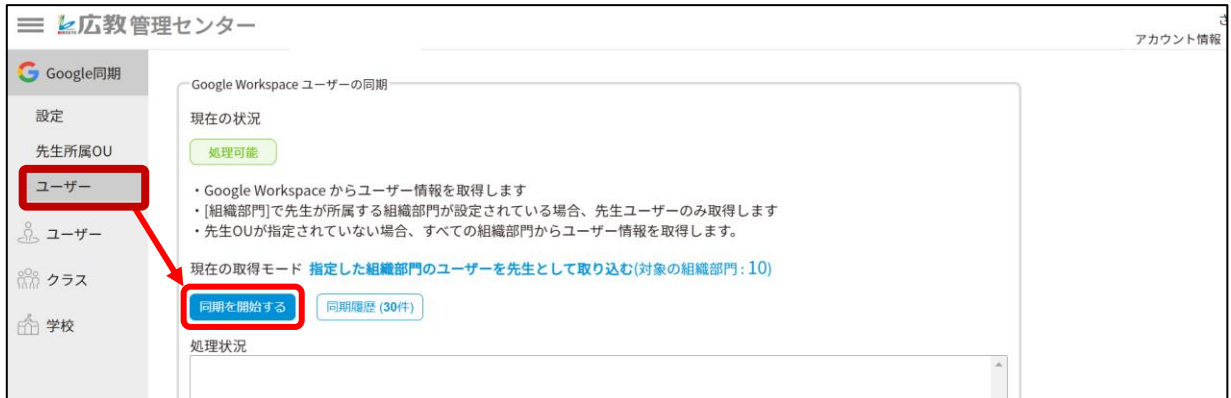 広教管理センター
アカウント情報
Google同期
設定
先生所属OU
ユーザー
ユーザー
クラス
学校
Google Workspace ユーザーの同期
現在の状況
処理可能
・Google Workspace からユーザー情報を取得します
・[組織部門]で先生が所属する組織部門が設定されている場合、先生ユーザーのみ取得します
・先生OUが指定されていない場合、すべての組織部門からユーザー情報を取得します。
現在の取得モード 指定した組織部門のユーザーを先生として取り込む(対象の組織部門 : 10)
同期を開始する 同期履歴 (30件)
処理状況